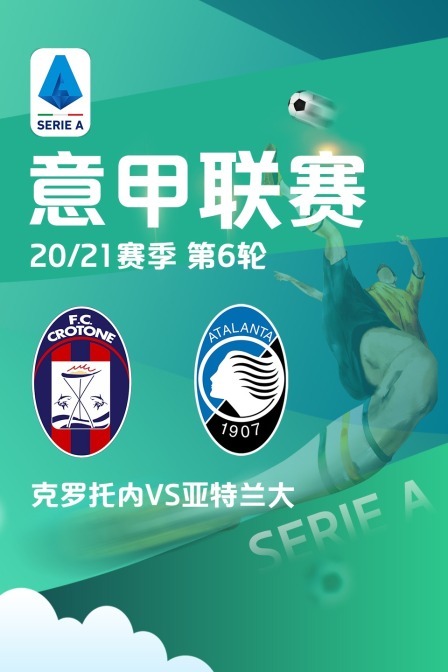 SERIE A
意甲联赛
20/21赛季 第6轮
F.C.
CROTONE
ATALANTA
1907
克罗托内VS亚特兰大
SERIE A